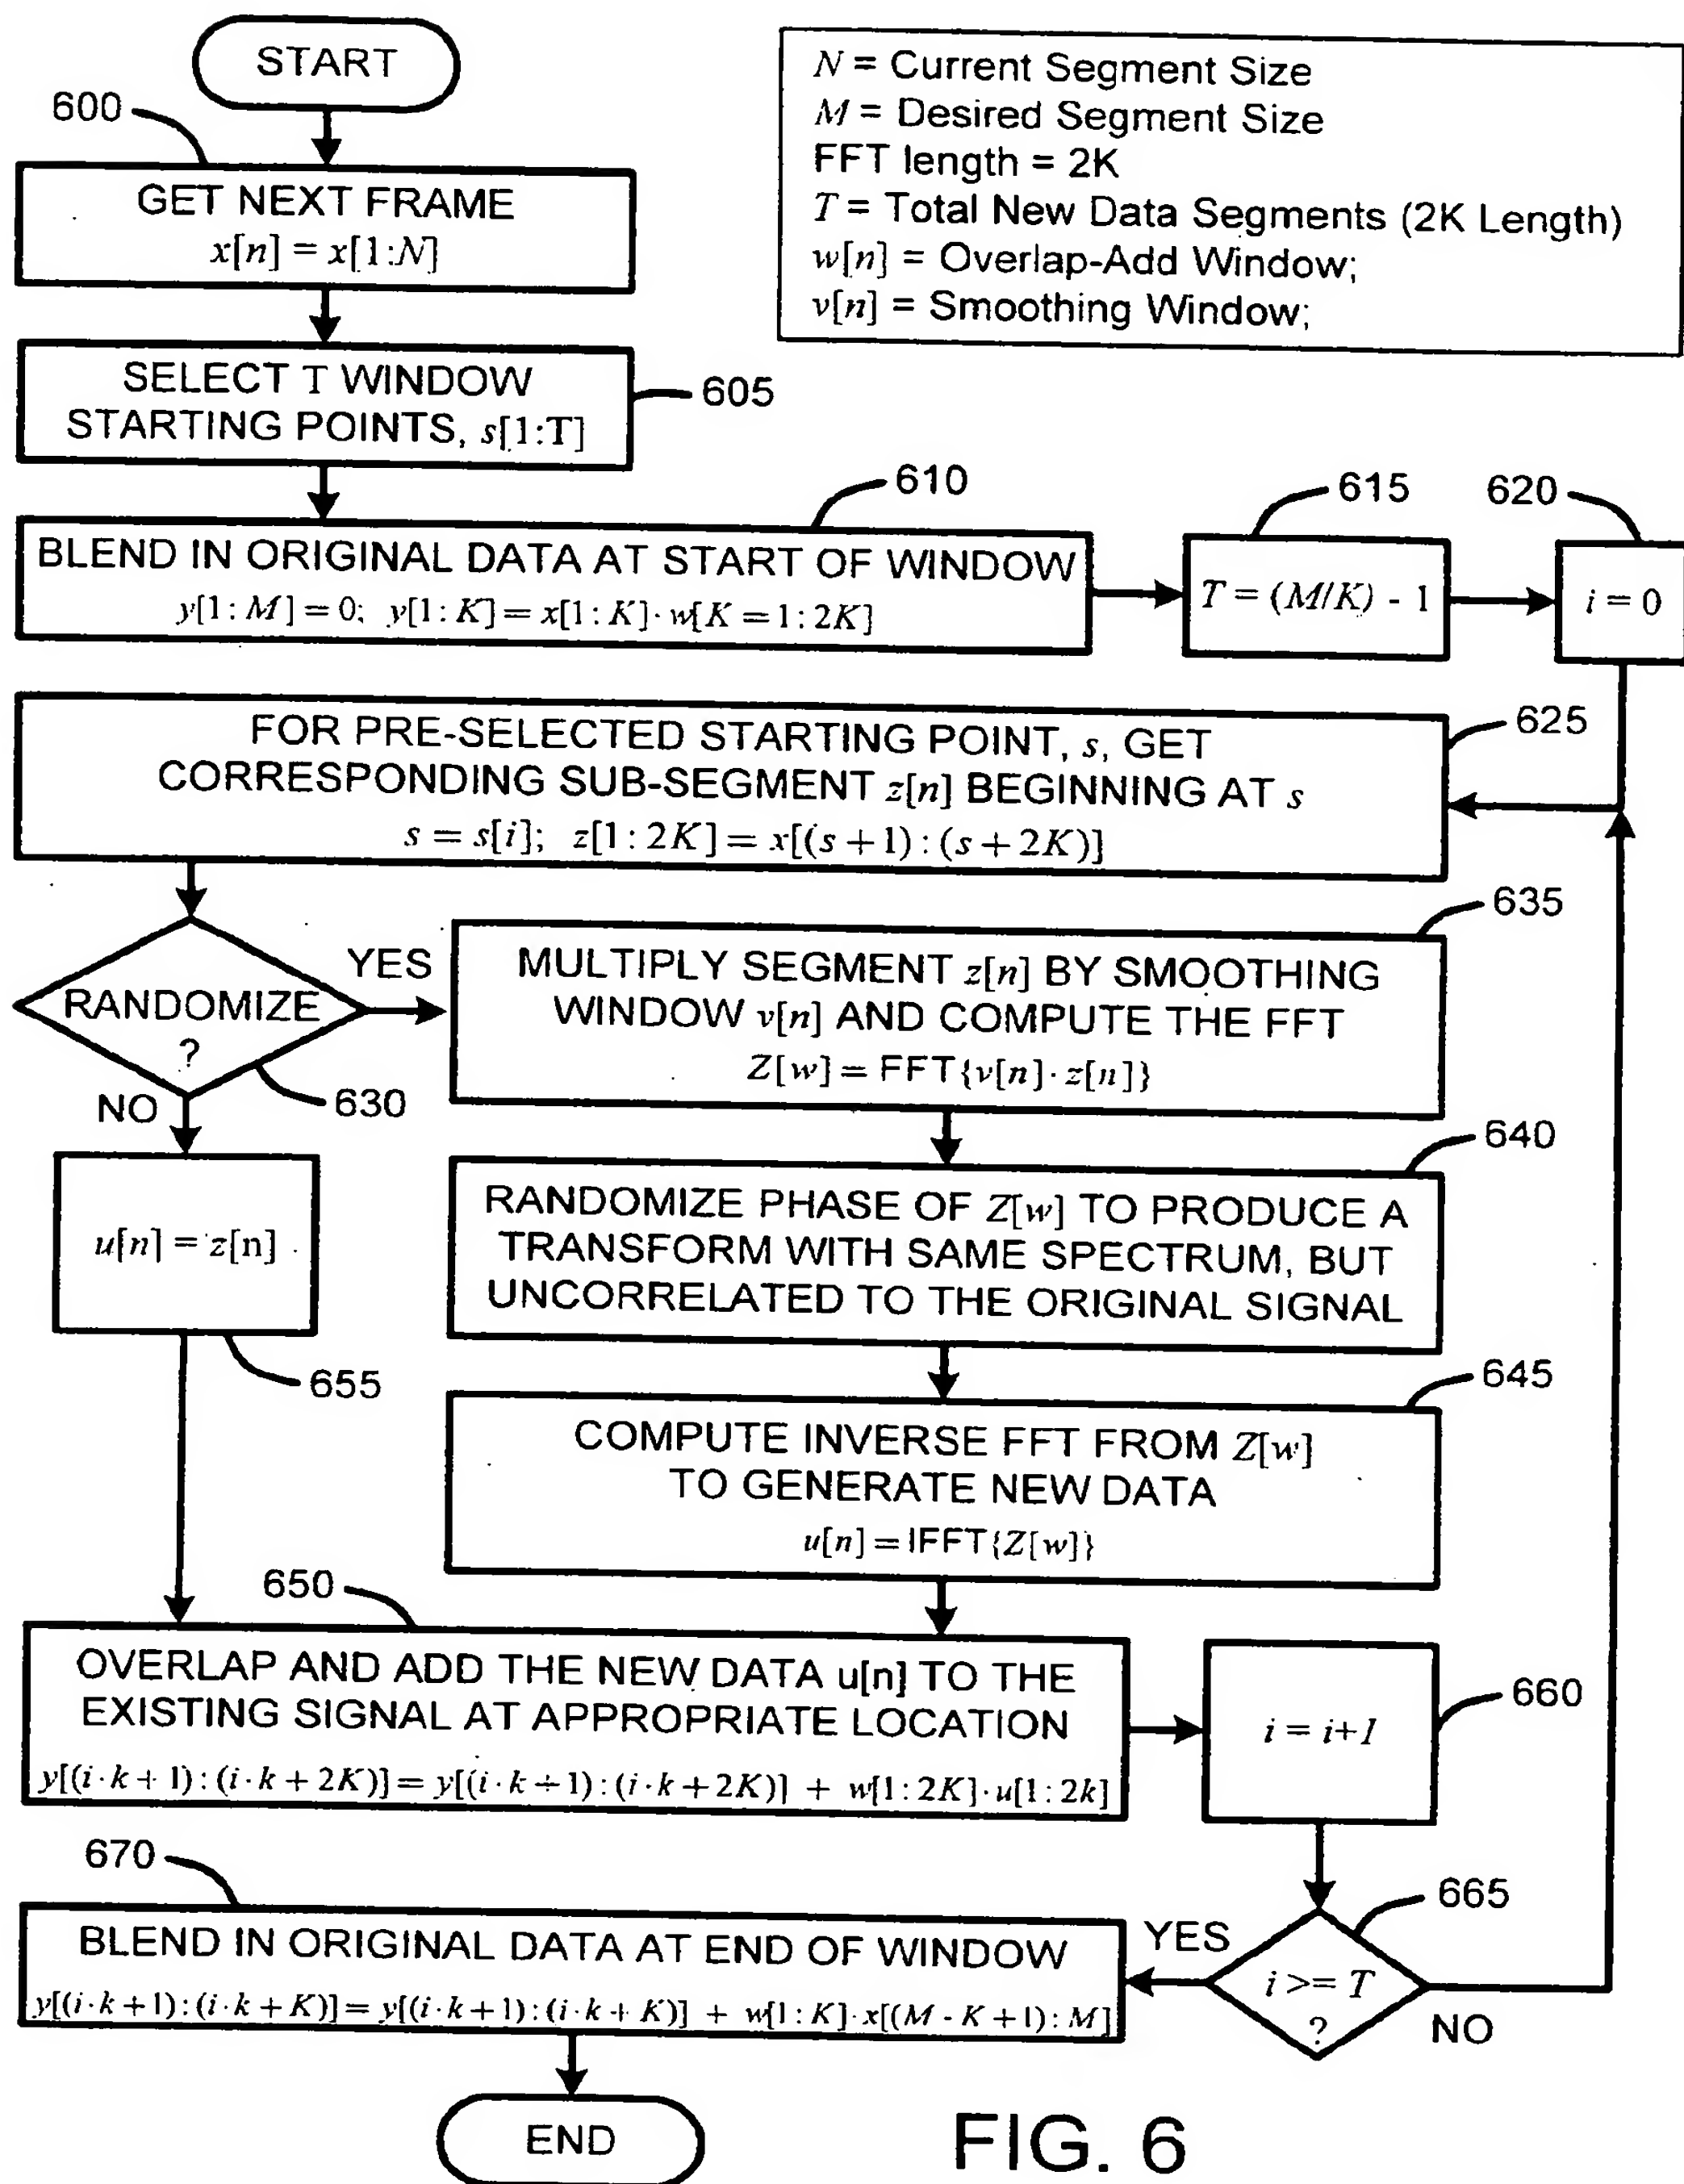 START
N = Current Segment Size
M = Desired Segment Size
FFT length = 2K
T = Total New Data Segments (2K Length)
w[n] = Overlap-Add Window;
v[n] = Smoothing Window;
600
GET NEXT FRAME
x[n] = x[1:N]
SELECT T WINDOW
STARTING POINTS, s[1:T]
605
610
BLEND IN ORIGINAL DATA AT START OF WINDOW
y[1:M] = 0; y[1:K] = x[1:K]·w[K = 1:2K]
615
T = (M/K) - 1
620
i = 0
FOR PRE-SELECTED STARTING POINT, s, GET
CORRESPONDING SUB-SEGMENT z[n] BEGINNING AT s
s = s[i]; z[1:2K] = x[(s+1):(s+2K)]
625
RANDOMIZE
?
630
YES
NO
635
MULTIPLY SEGMENT z[n] BY SMOOTHING
WINDOW v[n] AND COMPUTE THE FFT
Z[w] = FFT{v[n]·z[n]}
640
RANDOMIZE PHASE OF Z[w] TO PRODUCE A
TRANSFORM WITH SAME SPECTRUM, BUT
UNCORRELATED TO THE ORIGINAL SIGNAL
u[n] = z[n]
655
645
COMPUTE INVERSE FFT FROM Z[w]
TO GENERATE NEW DATA
u[n] = IFFT{Z[w]}
650
OVERLAP AND ADD THE NEW DATA u[n] TO THE
EXISTING SIGNAL AT APPROPRIATE LOCATION
y[(i·k+1):(i·k+2K)] = y[(i·k+1):(i·k+2K)] + w[1:2K]·u[1:2k]
i = i+1
660
670
BLEND IN ORIGINAL DATA AT END OF WINDOW
y[(i·k+1):(i·k+K)] = y[(i·k+1):(i·k+K)] + w[1:K]·x[(M-K+1):M]
665
YES
i >= T
?
NO
END
FIG. 6